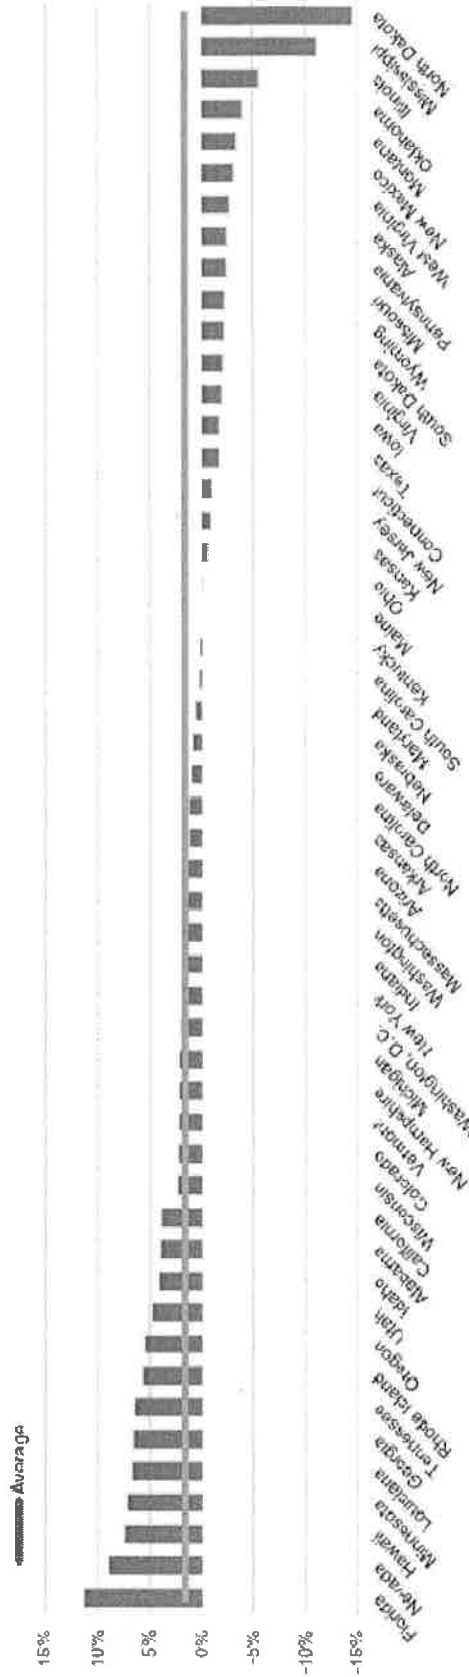 Average
15%
10%
5%
0%
-5%
-10%
-15%
Florida
Nevada
Hawaii
Minnesota
Louisiana
Georgia
Tennessee
Rhode Island
Oregon
Utah
Idaho
Alabama
California
Wisconsin
Colorado
Vermont
New Hampshire
Michigan
Washington, D.C.
New York
Indiana
Washington
Massachusetts
Arizona
Arkansas
North Carolina
Delaware
Nebraska
Maryland
South Carolina
Kentucky
Maine
Ohio
Kansas
New Jersey
Connecticut
Texas
Iowa
Virginia
South Dakota
Wyoming
Missouri
Pennsylvania
Alaska
West Virginia
New Mexico
Montana
Oklahoma
Illinois
Mississippi
North Dakota